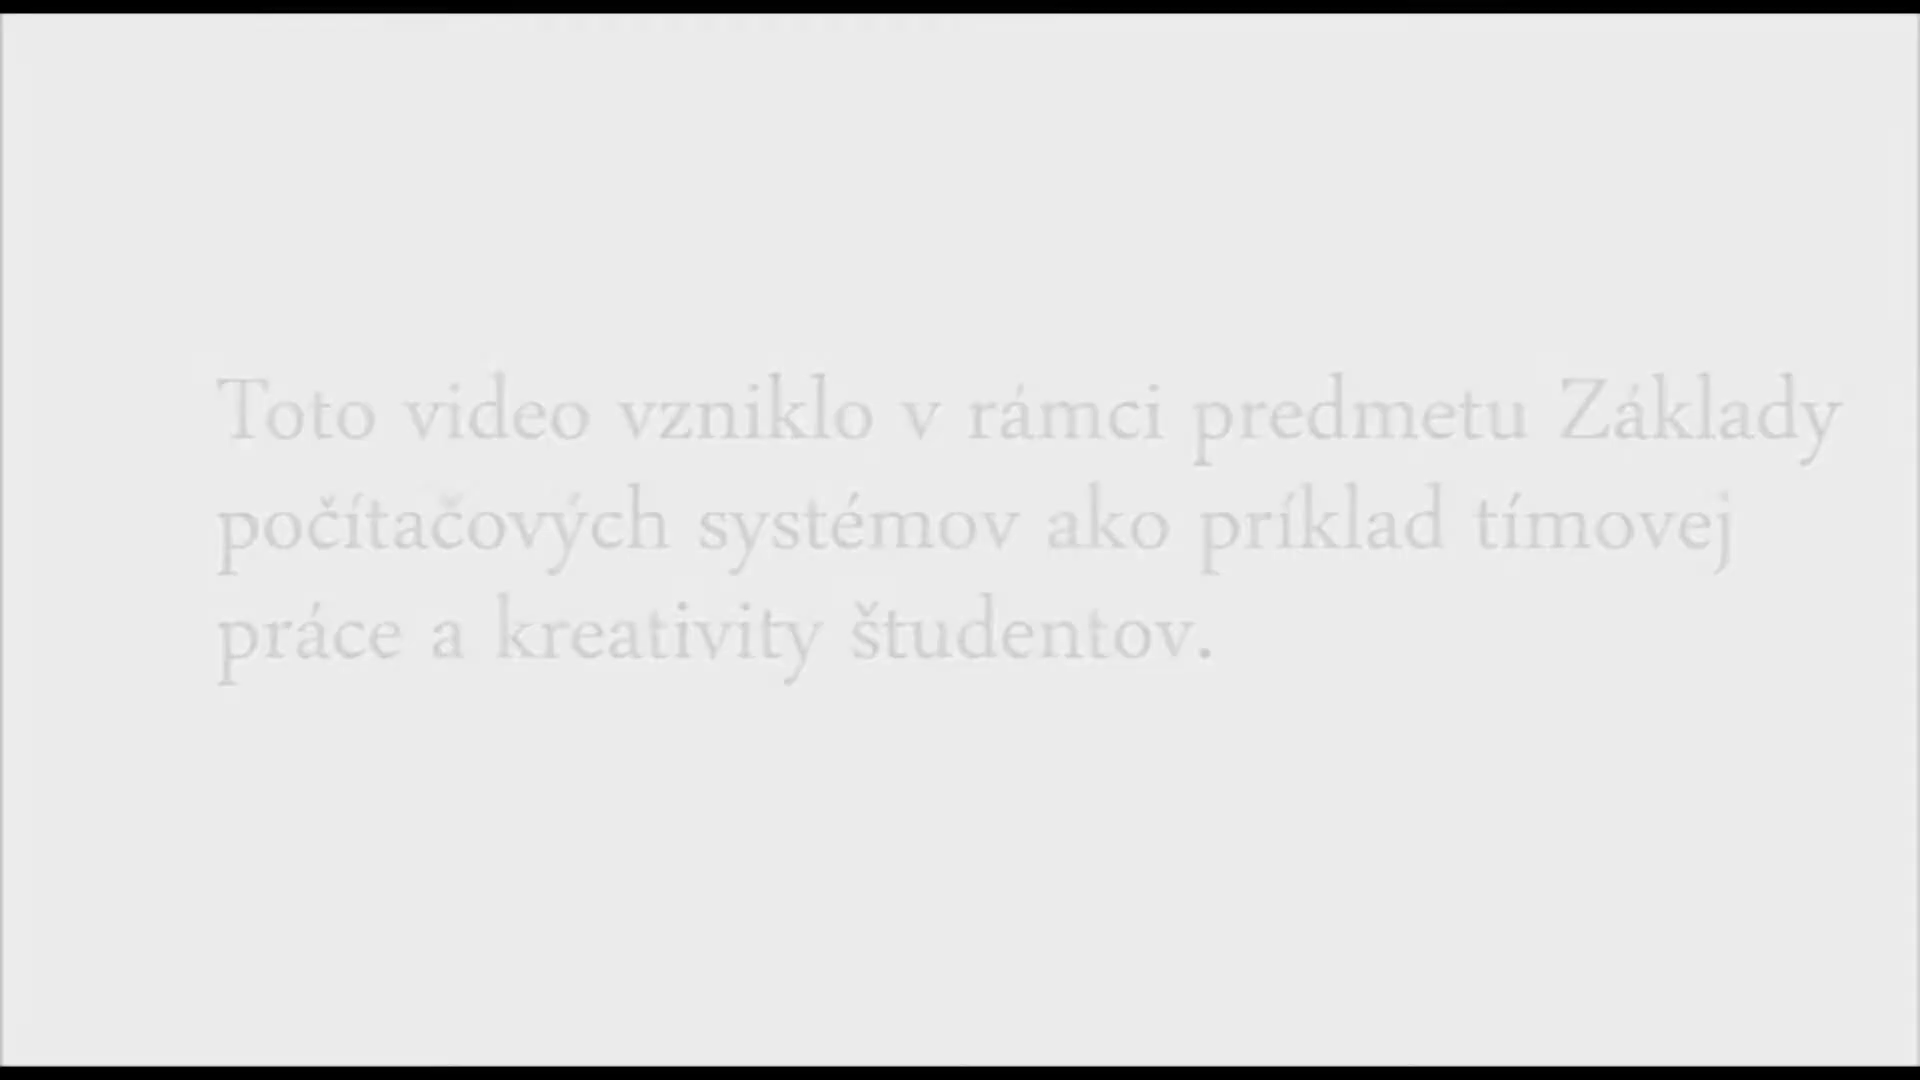 Toto video vzniklo v rámci predmetu Základy
počítačových systémov ako príklad tímovej
práce a kreativity študentov.